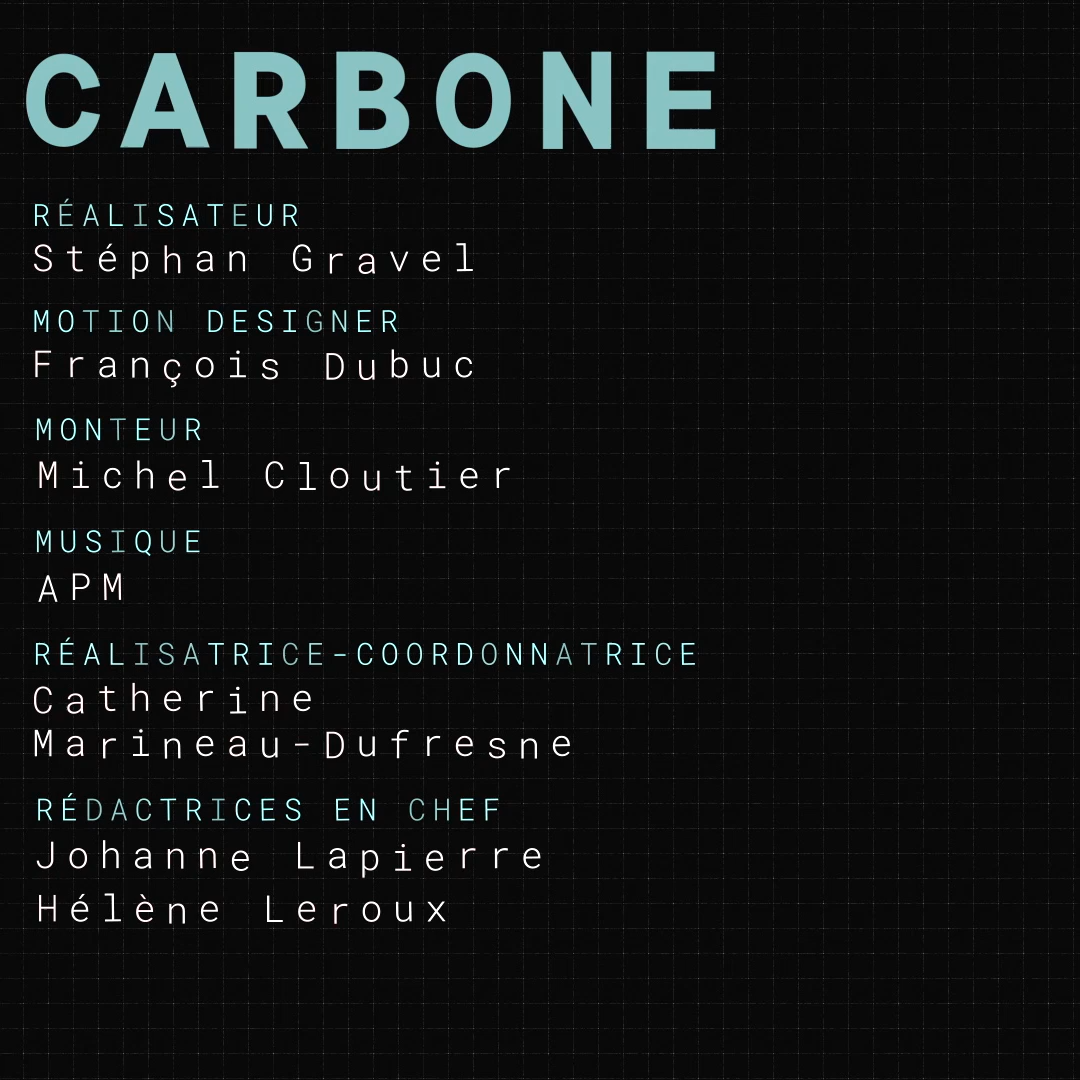 CARBONE
RÉALISATEUR
Stéphan Gravel
MOTION DESIGNER
François Dubuc
MONTEUR
Michel Cloutier
MUSIQUE
APM
RÉALISATRICE-COORDONNATRICE
Catherine
Marineau-Dufresne
RÉDACTRICES EN CHEF
Johanne Lapierre
Hélène Leroux